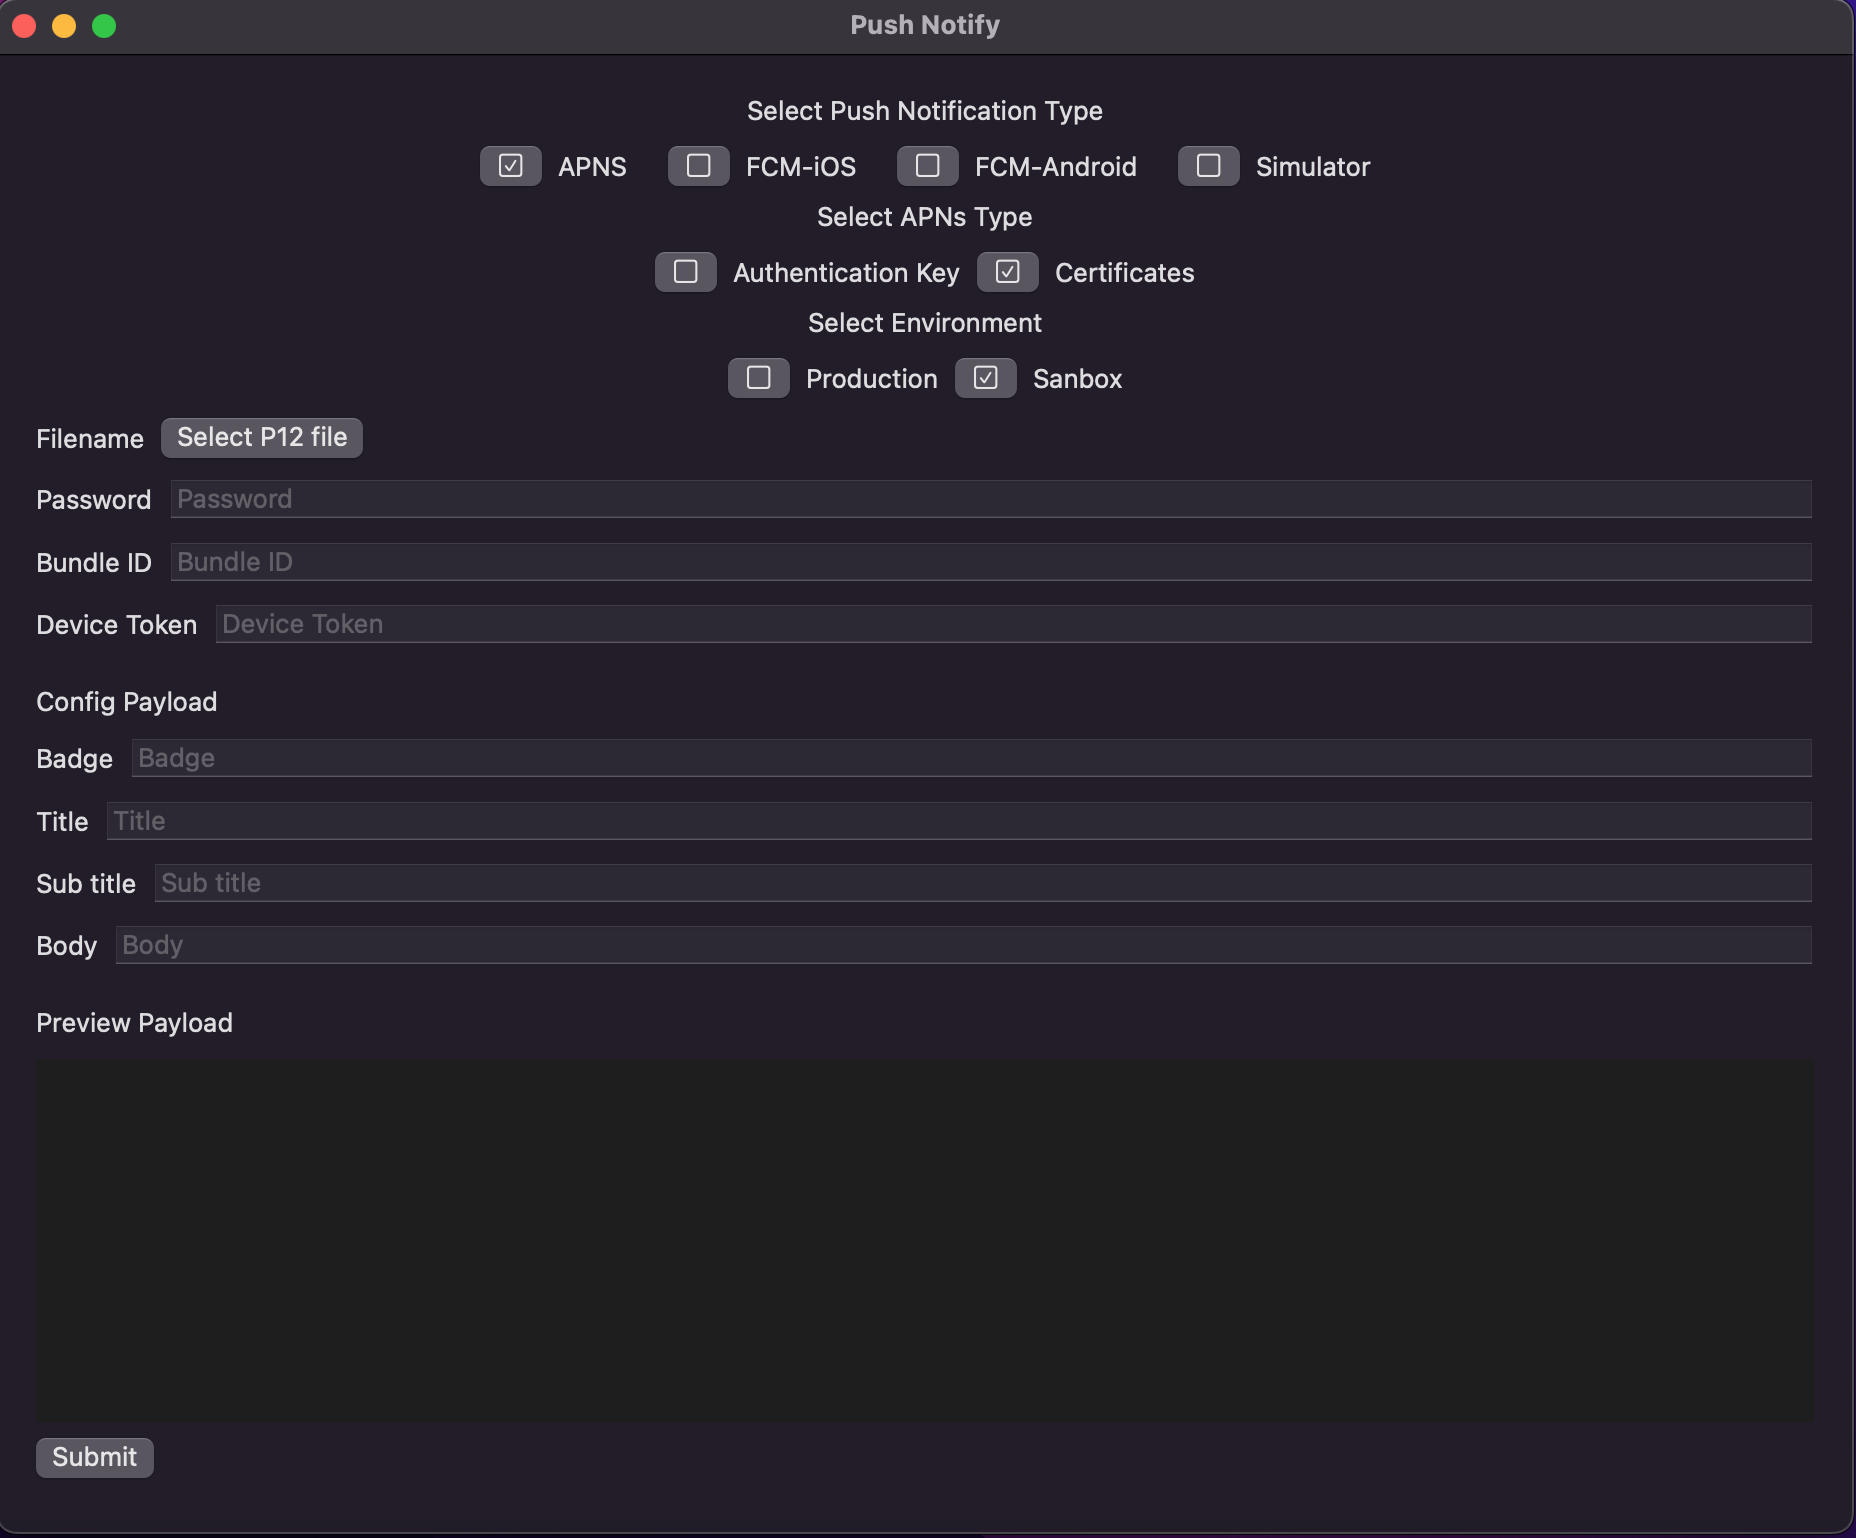 Push Notify
Select Push Notification Type
APNS FCM-iOS FCM-Android Simulator
Select APNs Type
Authentication Key Certificates
Select Environment
Production Sanbox
Filename Select P12 file
Password Password
Bundle ID Bundle ID
Device Token Device Token
Config Payload
Badge Badge
Title Title
Sub title Sub title
Body Body
Preview Payload
Submit